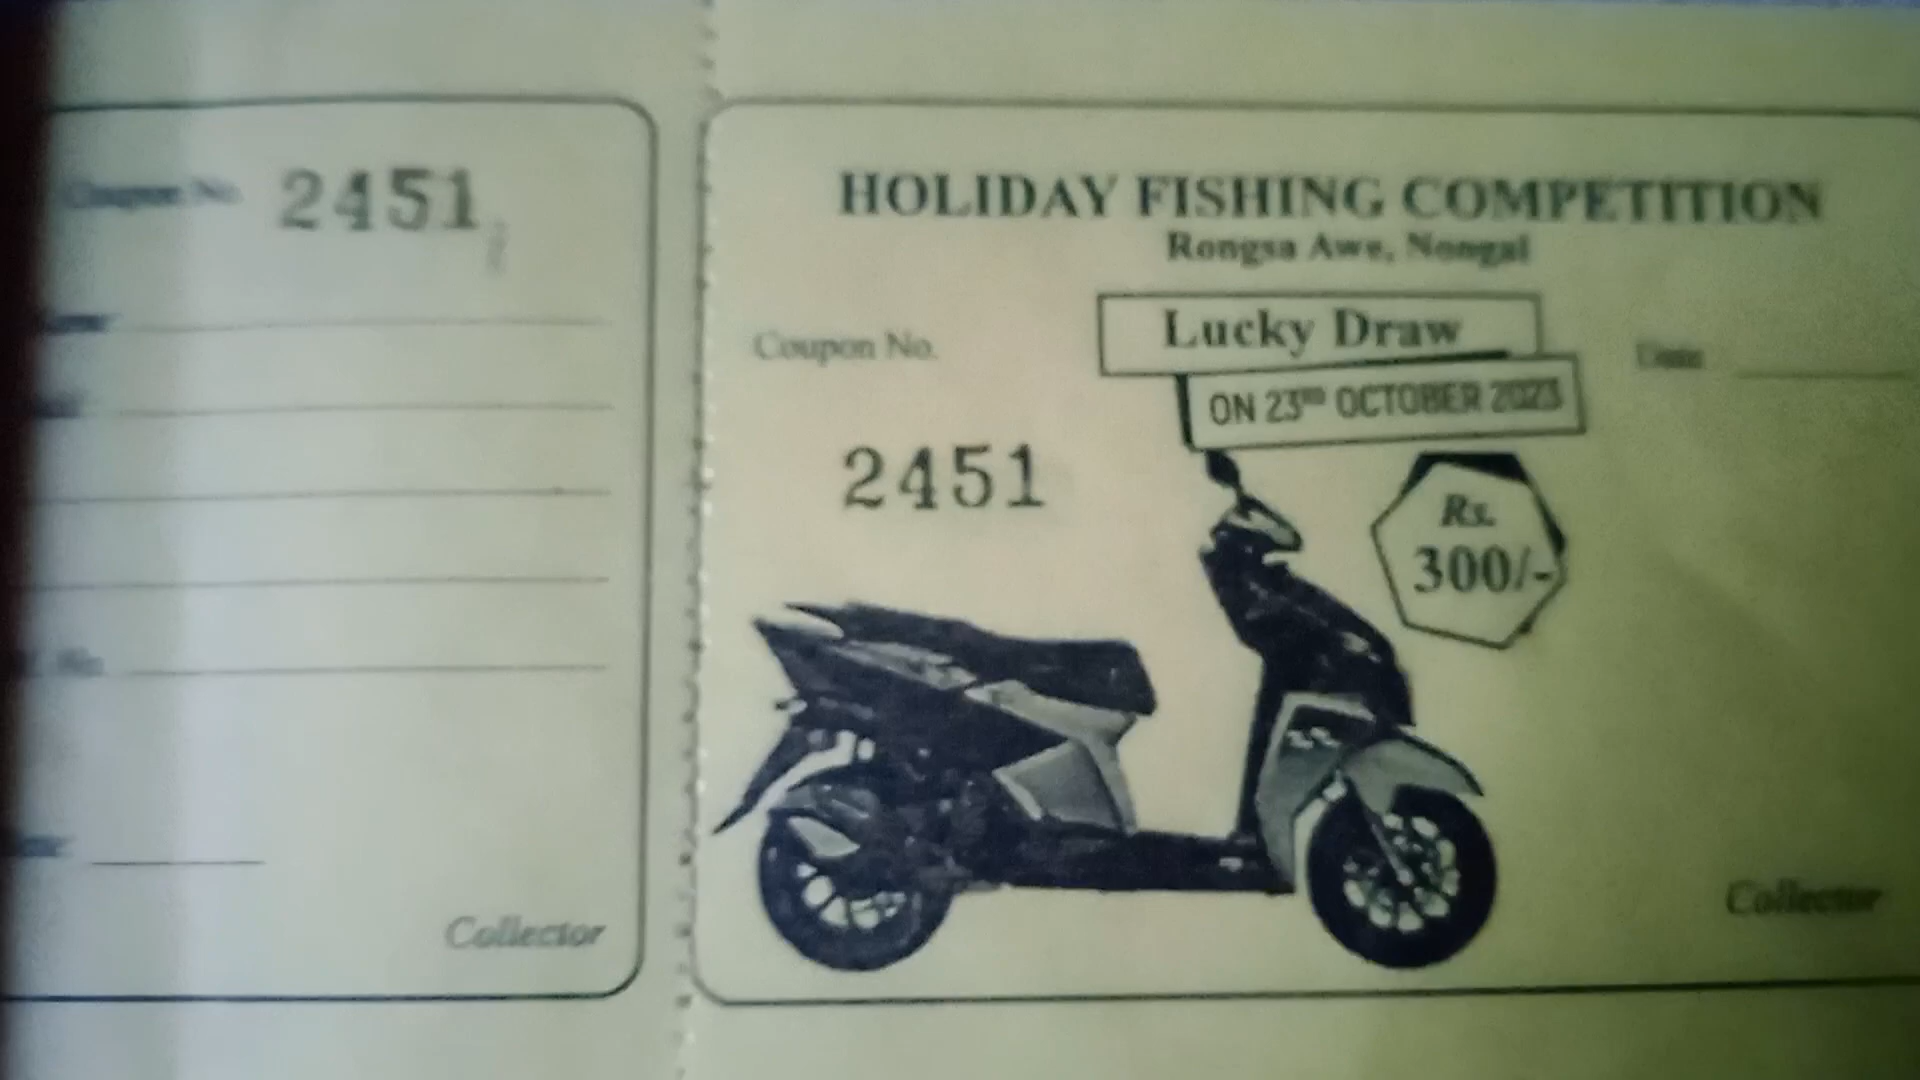 Coupon No. 2451
Collector
HOLIDAY FISHING COMPETITION
Rongsa Awe, Nongal
Lucky Draw
Coupon No.
ON 23RD OCTOBER 2023
2451
Rs.
300/-
Collector